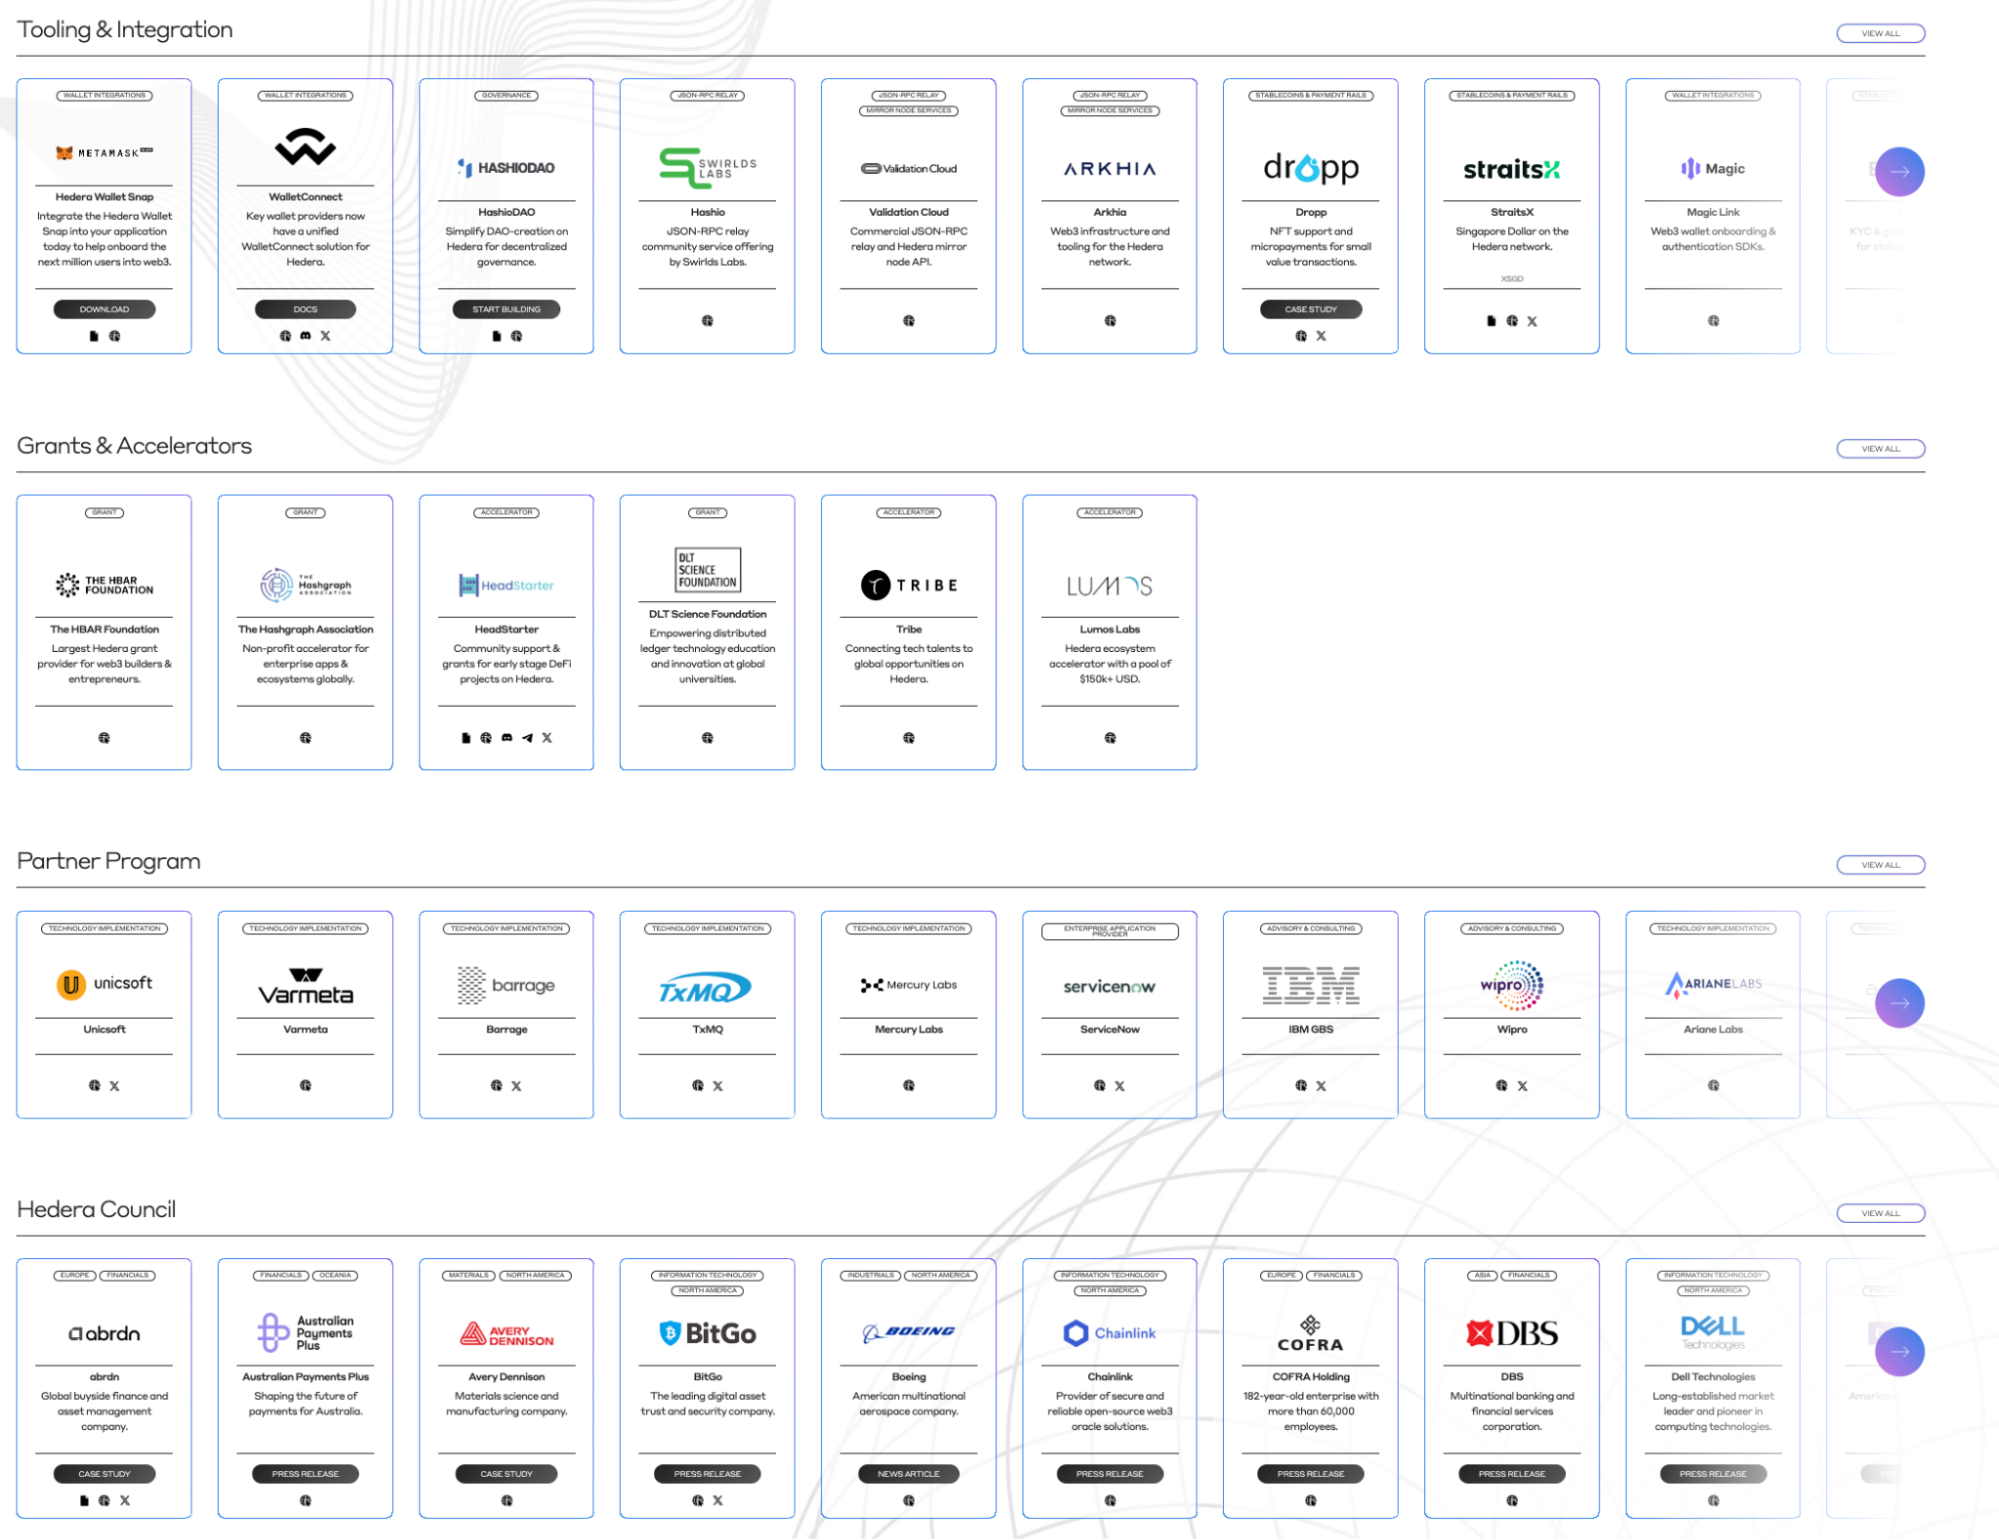 Tooling & Integration
VIEW ALL
WALLET INTEGRATIONS
METAMASK
Hedera Wallet Snap
Integrate the Hedera Wallet
Snap into your application
today to help onboard the
next million users into web3.
DOWNLOAD
WALLET INTEGRATIONS
WalletConnect
Key wallet providers now
have a unified
WalletConnect solution for
Hedera.
DOCS
GOVERNANCE
HASHIODAO
HashioDAO
Simplify DAO-creation on
Hedera for decentralized
governance.
START BUILDING
JSON-RPC RELAY
SWIRLDS
LABS
Hashio
JSON-RPC relay
community service offering
by Swirlds Labs.
JSON-RPC RELAY
MIRROR NODE SERVICES
Validation Cloud
Validation Cloud
Commercial JSON-RPC
relay and Hedera mirror
node API.
JSON-RPC RELAY
MIRROR NODE SERVICES
ARKHIA
Arkhia
Web3 infrastructure and
tooling for the Hedera
network.
STABLECOINS & PAYMENT RAILS
dropp
Dropp
NFT support and
micropayments for small
value transactions.
CASE STUDY
STABLECOINS & PAYMENT RAILS
straitsX
StraitsX
Singapore Dollar on the
Hedera network.
XSGD
WALLET INTEGRATIONS
Magic
Magic Link
Web3 wallet onboarding &
authentication SDKs.
Grants & Accelerators
VIEW ALL
GRANT
THE HBAR
FOUNDATION
The HBAR Foundation
Largest Hedera grant
provider for web3 builders &
entrepreneurs.
GRANT
THE
Hashgraph
ASSOCIATION
The Hashgraph Association
Non-profit accelerator for
enterprise apps &
ecosystems globally.
ACCELERATOR
HeadStarter
HeadStarter
Community support &
grants for early stage DeFi
projects on Hedera.
GRANT
DLT
SCIENCE
FOUNDATION
DLT Science Foundation
Empowering distributed
ledger technology education
and innovation at global
universities.
ACCELERATOR
TRIBE
Tribe
Connecting tech talents to
global opportunities on
Hedera.
ACCELERATOR
LUMOS
Lumos Labs
Hedera ecosystem
accelerator with a pool of
$150k+ USD.
Partner Program
VIEW ALL
TECHNOLOGY IMPLEMENTATION
unicsoft
Unicsoft
TECHNOLOGY IMPLEMENTATION
Varmeta
Varmeta
TECHNOLOGY IMPLEMENTATION
barrage
Barrage
TECHNOLOGY IMPLEMENTATION
TxMQ
TxMQ
TECHNOLOGY IMPLEMENTATION
Mercury Labs
Mercury Labs
ENTERPRISE APPLICATION
PROVIDER
servicenow
ServiceNow
ADVISORY & CONSULTING
IBM
IBM GBS
ADVISORY & CONSULTING
wipro
Wipro
TECHNOLOGY IMPLEMENTATION
ARIANELABS
Ariane Labs
Hedera Council
VIEW ALL
EUROPE FINANCIALS
abrdn
abrdn
Global buyside finance and
asset management
company.
CASE STUDY
FINANCIALS OCEANIA
Australian
Payments
Plus
Australian Payments Plus
Shaping the future of
payments for Australia.
PRESS RELEASE
MATERIALS NORTH AMERICA
AVERY
DENNISON
Avery Dennison
Materials science and
manufacturing company.
CASE STUDY
INFORMATION TECHNOLOGY
NORTH AMERICA
BitGo
BitGo
The leading digital asset
trust and security company.
PRESS RELEASE
INDUSTRIALS NORTH AMERICA
BOEING
Boeing
American multinational
aerospace company.
NEWS ARTICLE
INFORMATION TECHNOLOGY
NORTH AMERICA
Chainlink
Chainlink
Provider of secure and
reliable open-source web3
oracle solutions.
PRESS RELEASE
EUROPE FINANCIALS
COFRA
COFRA Holding
182-year-old enterprise with
more than 60,000
employees.
PRESS RELEASE
ASIA FINANCIALS
DBS
DBS
Multinational banking and
financial services
corporation.
PRESS RELEASE
INFORMATION TECHNOLOGY
NORTH AMERICA
DELL
Technologies
Dell Technologies
Long-established market
leader and pioneer in
computing technologies.
PRESS RELEASE